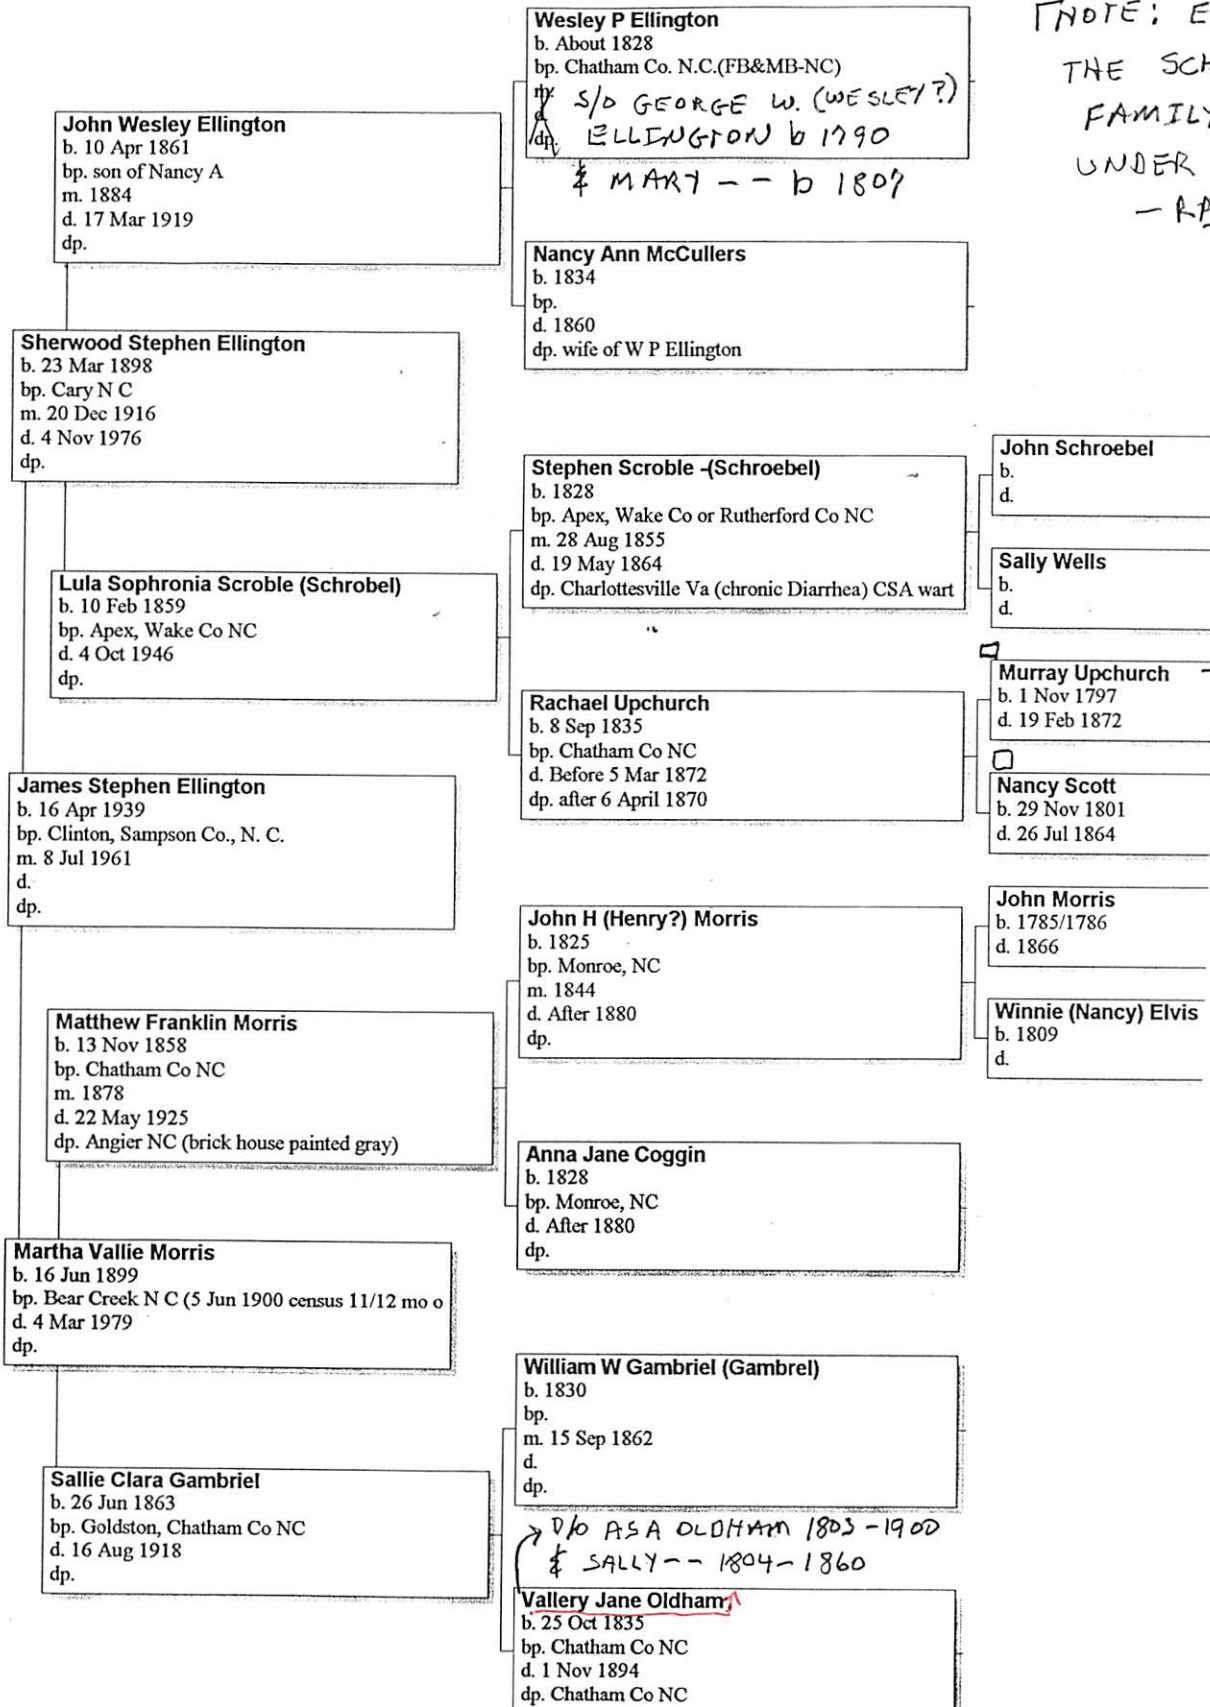 Wesley P Ellington
b. About 1828
bp. Chatham Co. N.C.(FB&MB-NC)
m.
S/O GEORGE W. (WESLEY?)
dp. ELLINGTON b 1790
& MARY -- b 1807
[NOTE: E
THE SCH
FAMILY
UNDER
John Wesley Ellington
b. 10 Apr 1861
bp. son of Nancy A
m. 1884
d. 17 Mar 1919
dp.
Nancy Ann McCullers
b. 1834
bp.
d. 1860
dp. wife of W P Ellington
Sherwood Stephen Ellington
b. 23 Mar 1898
bp. Cary N C
m. 20 Dec 1916
d. 4 Nov 1976
dp.
Stephen Scroble -(Schroebel)
b. 1828
bp. Apex, Wake Co or Rutherford Co NC
m. 28 Aug 1855
d. 19 May 1864
dp. Charlottesville Va (chronic Diarrhea) CSA wart
John Schroebel
b.
d.
Sally Wells
b.
d.
Lula Sophronia Scroble (Schrobel)
b. 10 Feb 1859
bp. Apex, Wake Co NC
d. 4 Oct 1946
dp.
Rachael Upchurch
b. 8 Sep 1835
bp. Chatham Co NC
d. Before 5 Mar 1872
dp. after 6 April 1870
Murray Upchurch
b. 1 Nov 1797
d. 19 Feb 1872
Nancy Scott
b. 29 Nov 1801
d. 26 Jul 1864
James Stephen Ellington
b. 16 Apr 1939
bp. Clinton, Sampson Co., N. C.
m. 8 Jul 1961
d.
dp.
John H (Henry?) Morris
b. 1825
bp. Monroe, NC
m. 1844
d. After 1880
dp.
John Morris
b. 1785/1786
d. 1866
Winnie (Nancy) Elvis
b. 1809
d.
Matthew Franklin Morris
b. 13 Nov 1858
bp. Chatham Co NC
m. 1878
d. 22 May 1925
dp. Angier NC (brick house painted gray)
Anna Jane Coggin
b. 1828
bp. Monroe, NC
d. After 1880
dp.
Martha Vallie Morris
b. 16 Jun 1899
bp. Bear Creek N C (5 Jun 1900 census 11/12 mo o
d. 4 Mar 1979
dp.
William W Gambriel (Gambrel)
b. 1830
bp.
m. 15 Sep 1862
d.
dp.
Sallie Clara Gambriel
b. 26 Jun 1863
bp. Goldston, Chatham Co NC
d. 16 Aug 1918
dp.
D/O ASA OLDHAM 1803-1900
& SALLY -- 1804-1860
Vallery Jane Oldham
b. 25 Oct 1835
bp. Chatham Co NC
d. 1 Nov 1894
dp. Chatham Co NC